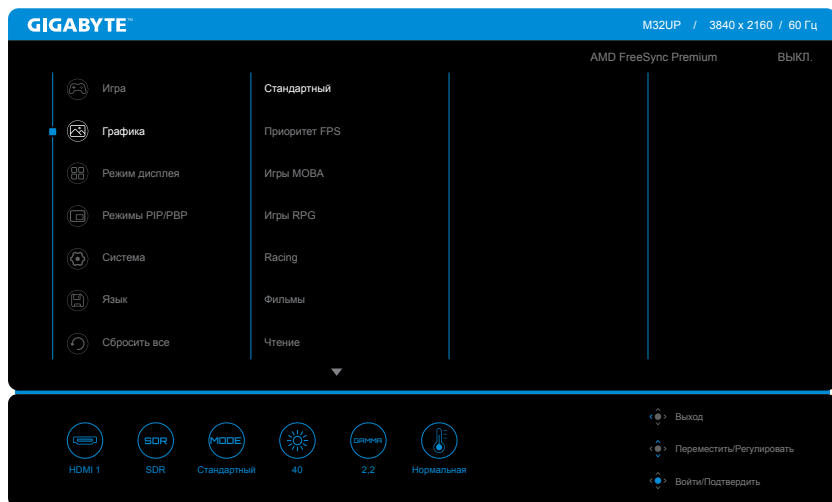 GIGABYTE™
M32UP / 3840 x 2160 / 60 Гц
AMD FreeSync Premium ВЫКЛ.
Игра
Графика
Режим дисплея
Режимы PIP/PBP
Система
Язык
Сбросить все
Стандартный
Приоритет FPS
Игры MOBA
Игры RPG
Racing
Фильмы
Чтение
SDR
MODE
GAMMA
HDMI 1
SDR
Стандартный
40
2,2
Нормальная
Выход
Переместить/Регулировать
Войти/Подтвердить